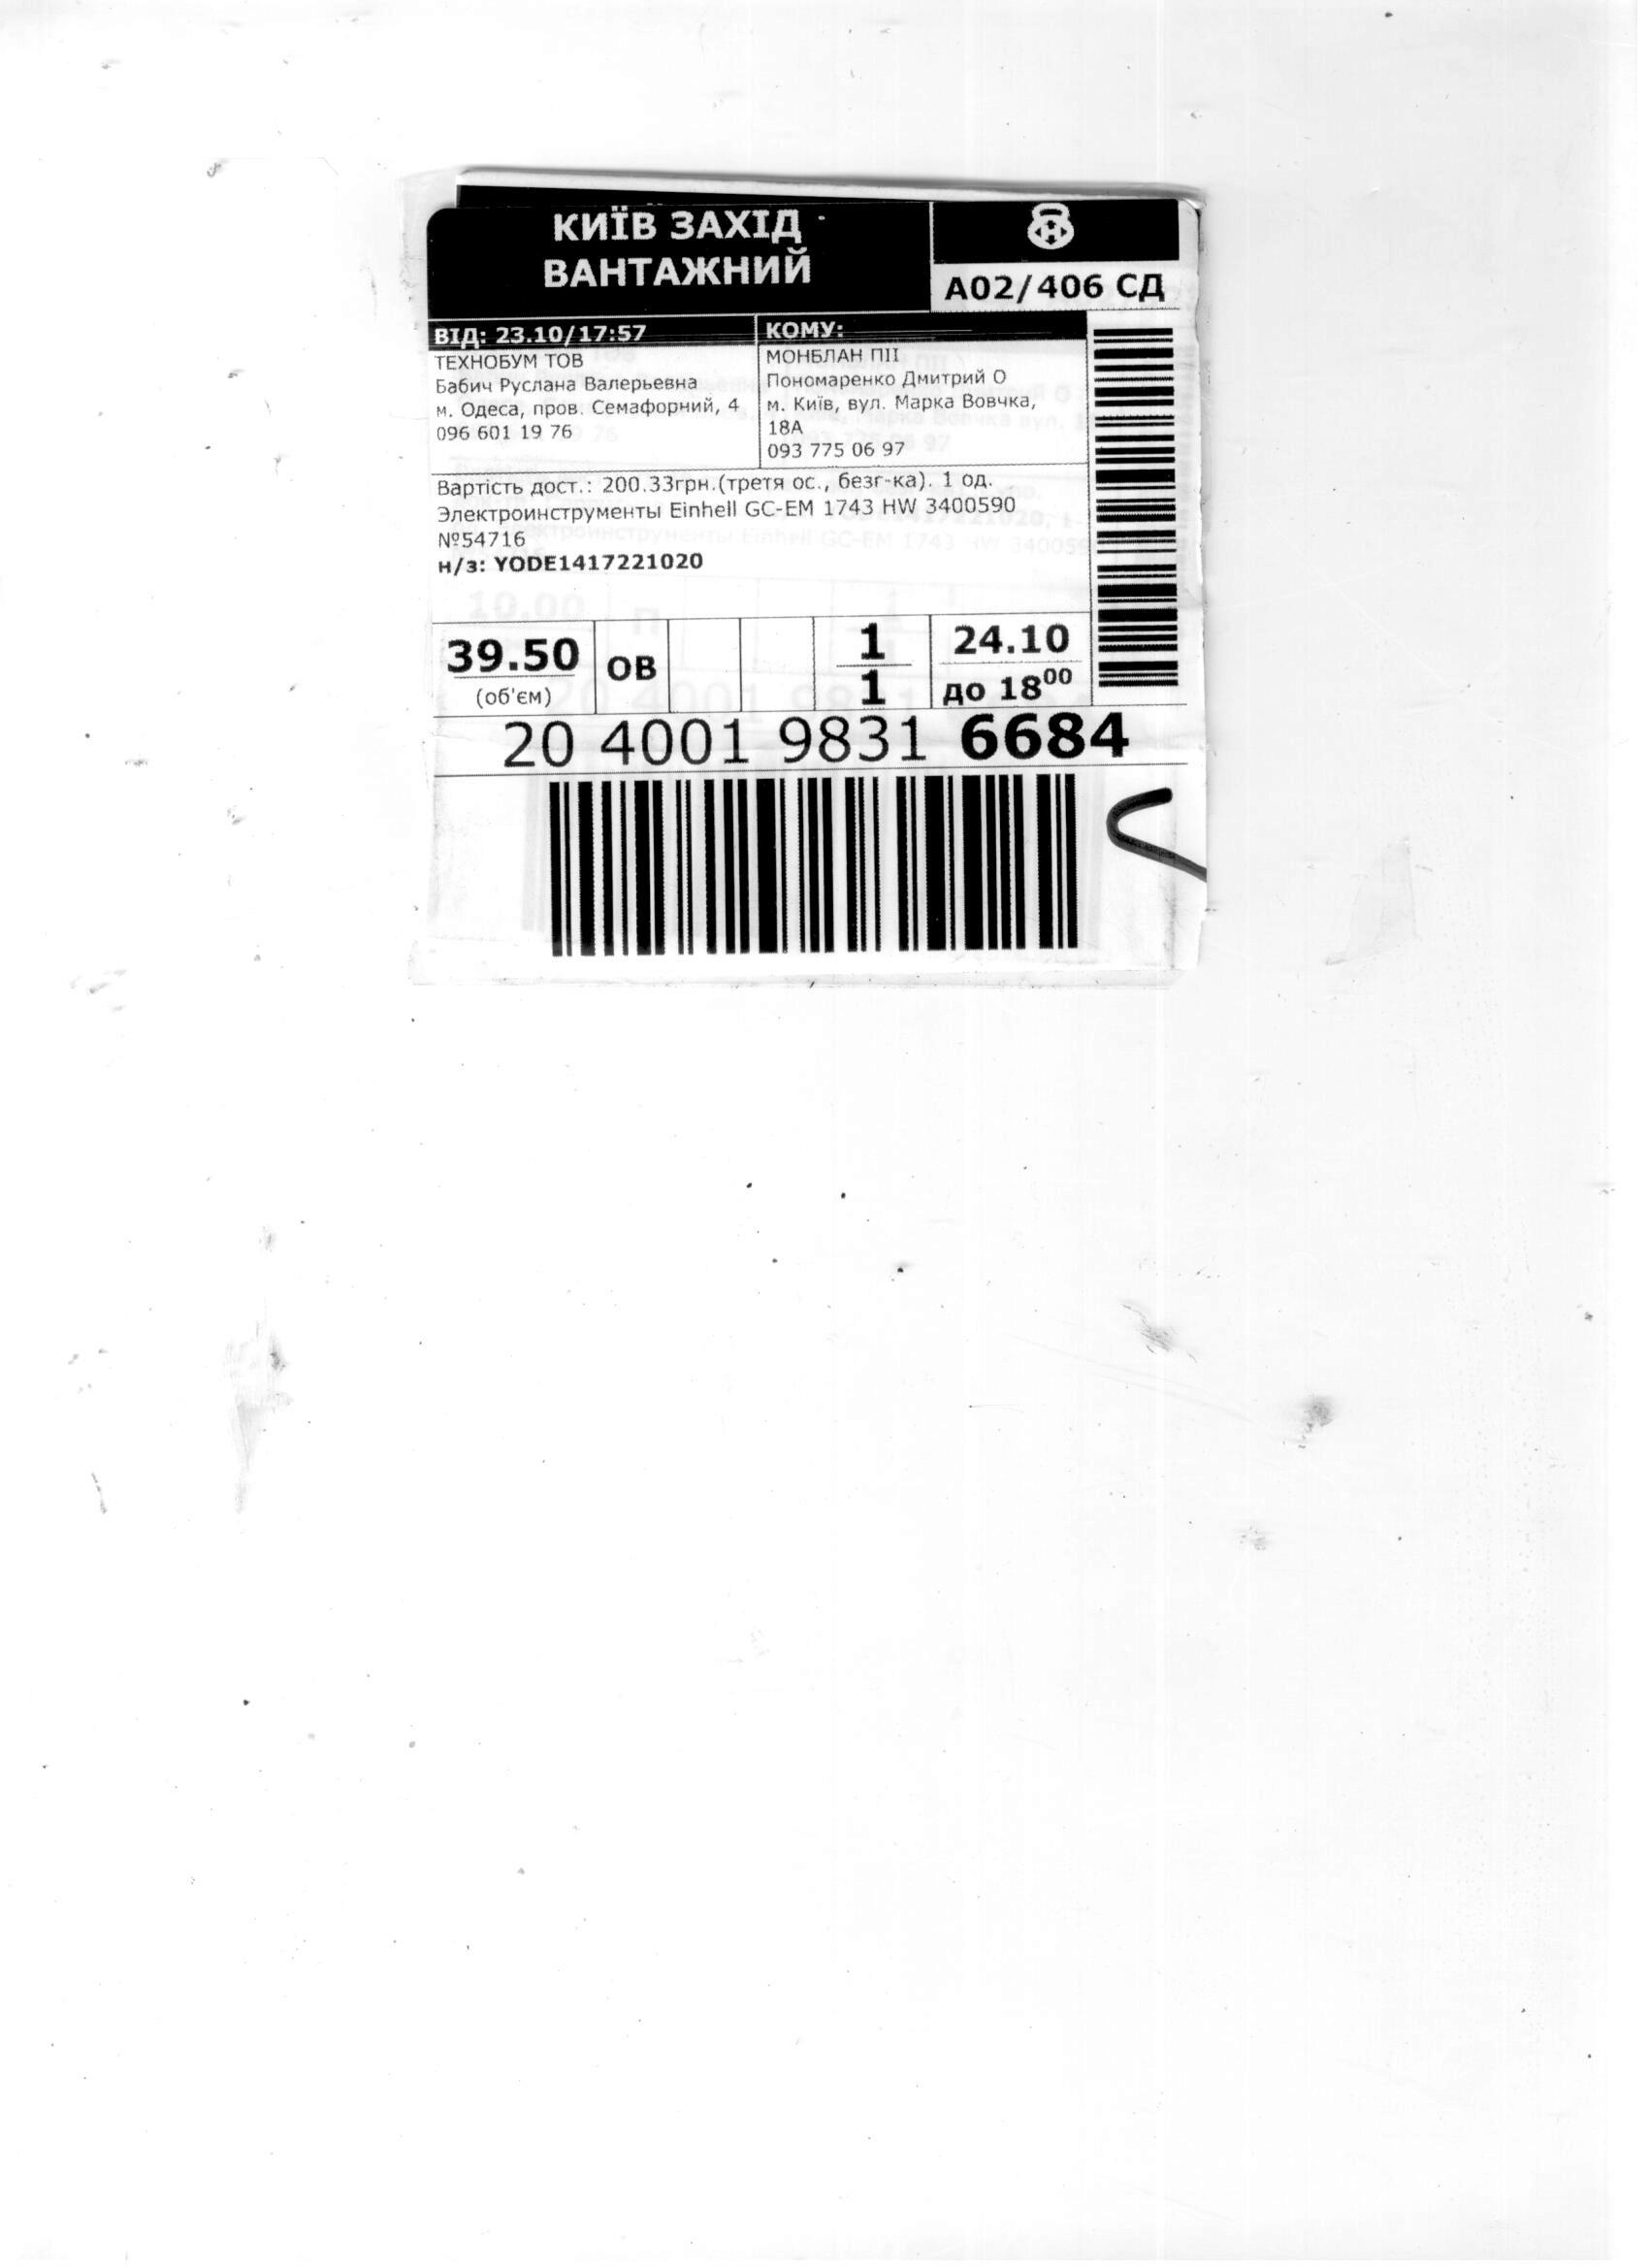 КИЇВ ЗАХІД
ВАНТАЖНИЙ
А02/406 СД
ВІД: 23.10/17:57
ТЕХНОБУМ ТОВ
Бабич Руслана Валерьевна
м. Одеса, пров. Семафорний, 4
096 601 19 76
КОМУ:
МОНБЛАН ПІІ
Пономаренко Дмитрий О
м. Київ, вул. Марка Вовчка,
18А
093 775 06 97
Вартість дост.: 200.33грн.(третя ос., безг-ка). 1 од.
Электроинструменты Einhell GC-EM 1743 HW 3400590
№54716
н/з: YODE1417221020
39.50
(об'єм)
ОВ
1
1
24.10
до 18⁰⁰
20 4001 9831 6684